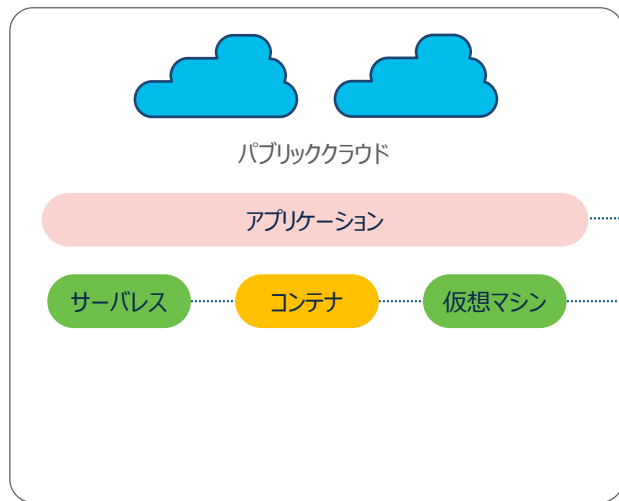 パブリッククラウド
アプリケーション
サーバレス
コンテナ
仮想マシン